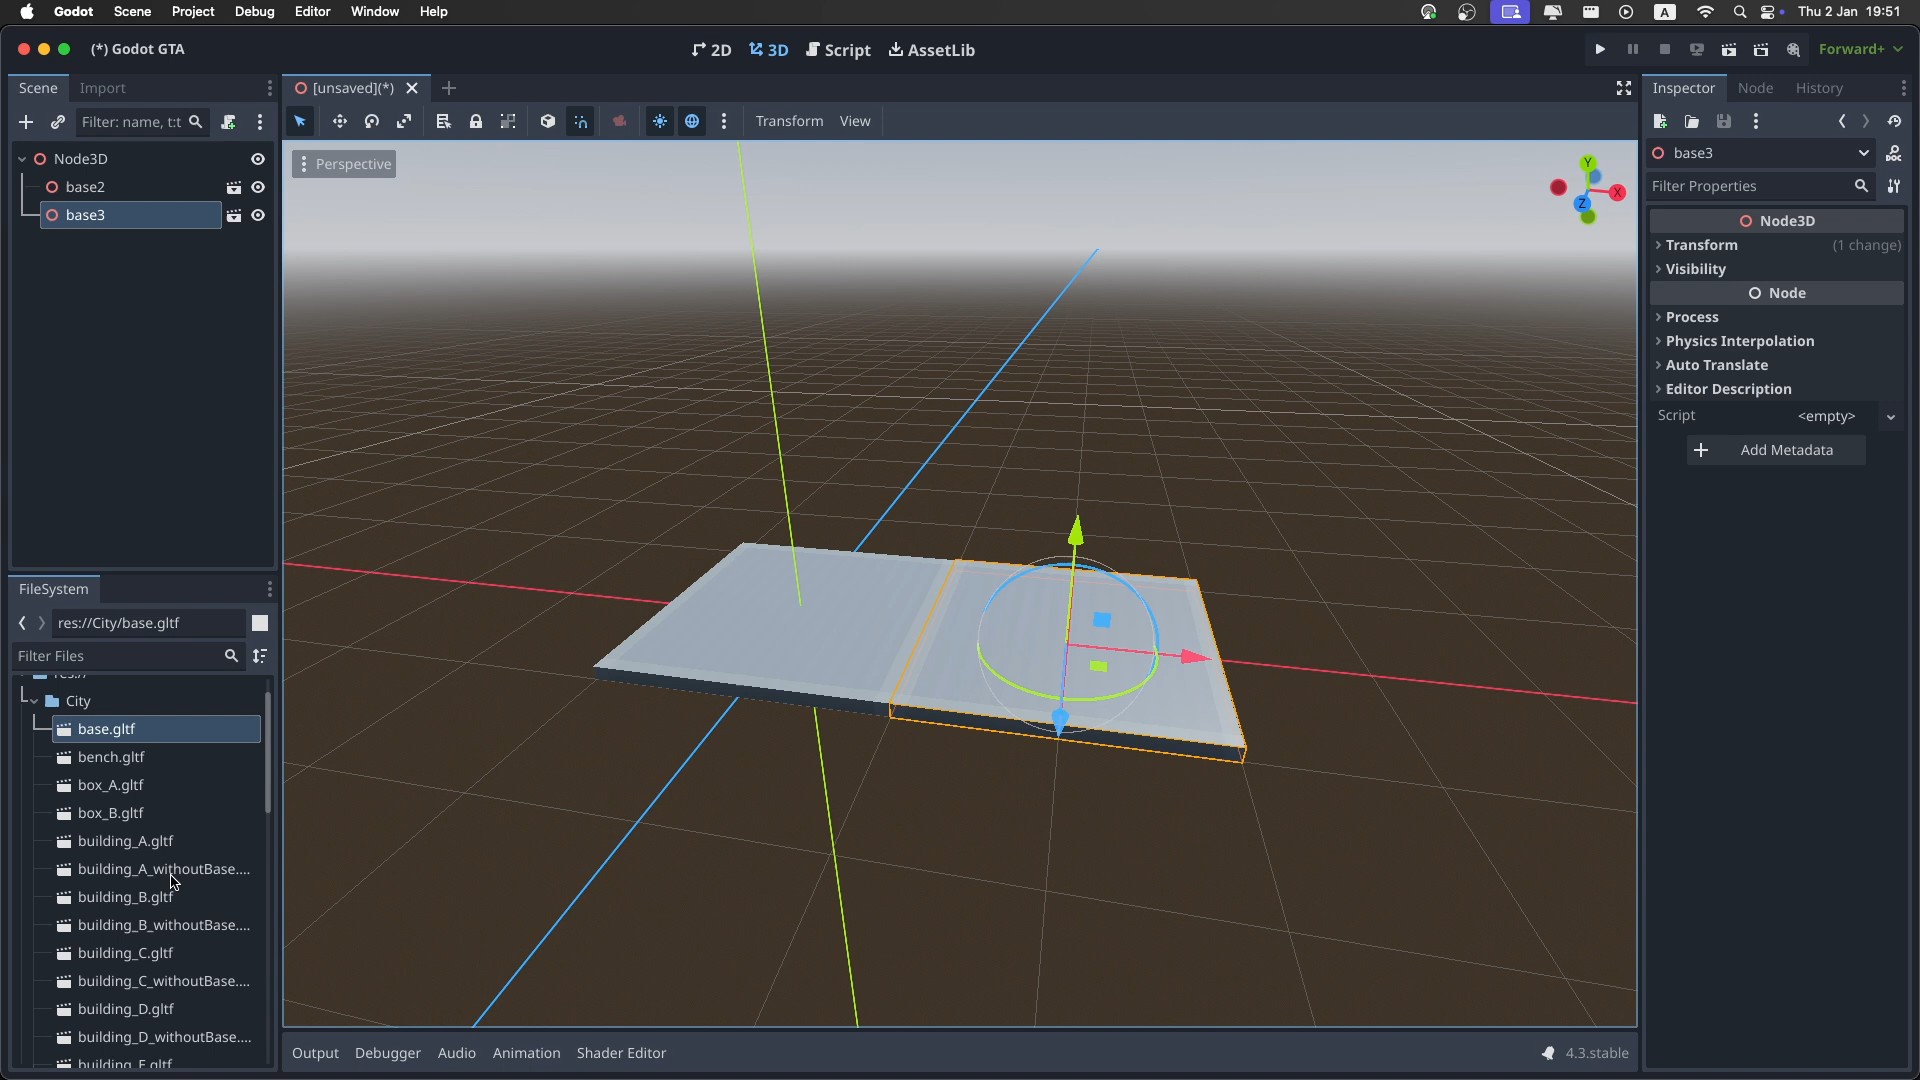 Godot Scene Project Debug Editor Window Help A Thu 2 Jan 19:51
(*) Godot GTA 2D 3D Script AssetLib Forward+
Scene Import
Filter: name, t:t
Node3D
base2
base3
FileSystem
res://City/base.gltf
Filter Files
res://
City
base.gltf
bench.gltf
box_A.gltf
box_B.gltf
building_A.gltf
building_A_withoutBase....
building_B.gltf
building_B_withoutBase....
building_C.gltf
building_C_withoutBase....
building_D.gltf
building_D_withoutBase....
building_E.gltf
[unsaved](*)
Transform View
Perspective
Y
X
Z
Output Debugger Audio Animation Shader Editor 4.3.stable
Inspector Node History
base3 DOC
Filter Properties
Node3D
Transform (1 change)
Visibility
Node
Process
Physics Interpolation
Auto Translate
Editor Description
Script <empty>
Add Metadata